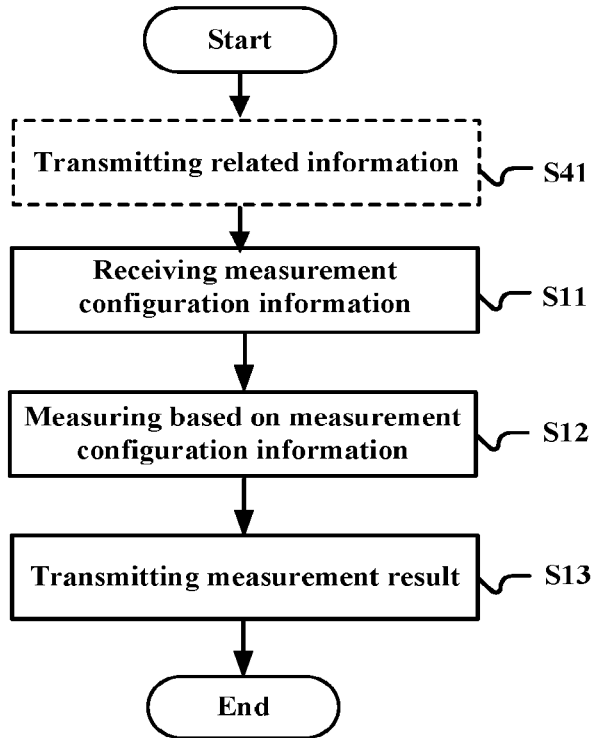 Start
Transmitting related information
S41
Receiving measurement
configuration information
S11
Measuring based on measurement
configuration information
S12
Transmitting measurement result
S13
End